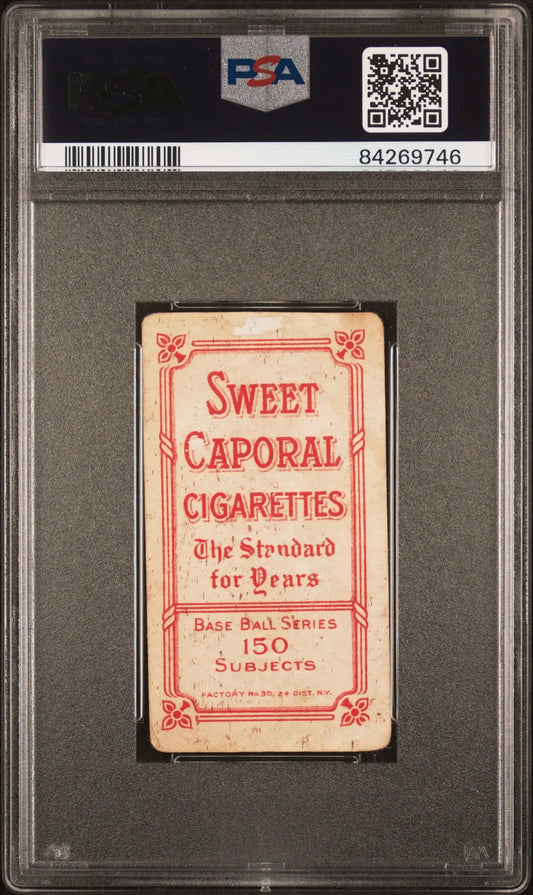 PSA
PSA
84269746
SWEET
CAPORAL
CIGARETTES
The Standard
for Years
BASE BALL SERIES
150
SUBJECTS
FACTORY No 30, 2d DIST. N.Y.